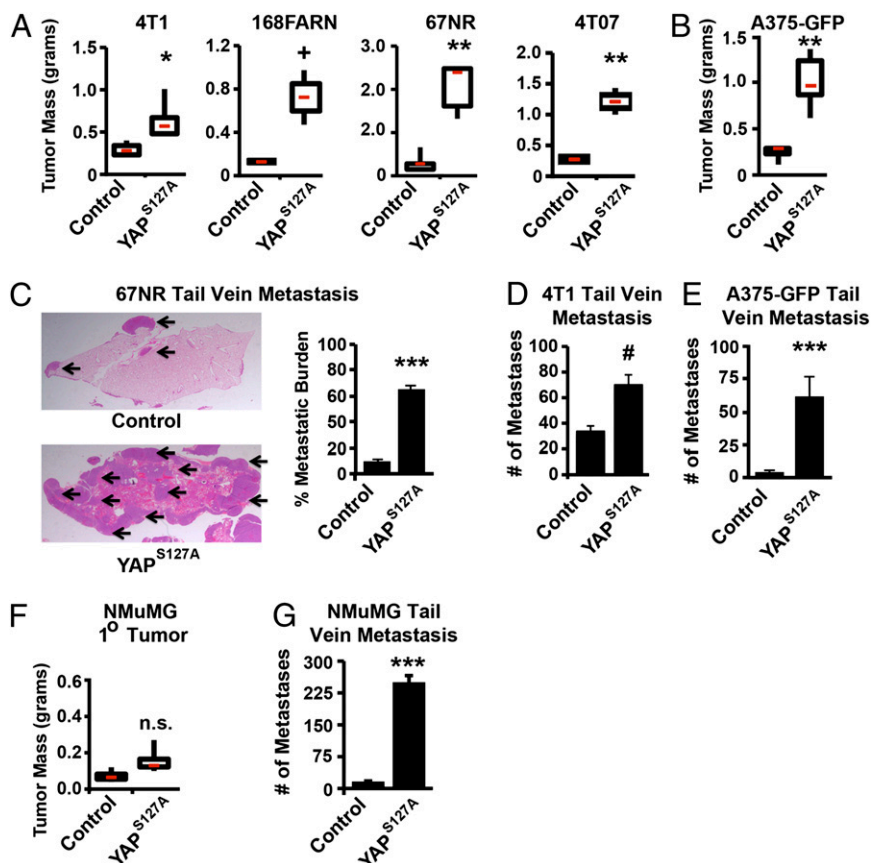 A
4T1
168FARN
67NR
4T07
B
A375-GFP
Tumor Mass (grams)
1.5
1.0
0.5
0
*
Control
YAP^S127A
1.2
0.8
0.4
0
+
Control
YAP^S127A
3.0
2.0
2.0
0
**
Control
YAP^S127A
2.0
1.5
1.0
0.5
0
**
Control
YAP^S127A
Tumor Mass (grams)
1.5
1.0
0.5
0
**
Control
YAP^S127A
C
67NR Tail Vein Metastasis
Control
YAP^S127A
% Metastatic Burden
100
80
60
40
20
0
***
Control
YAP^S127A
D
4T1 Tail Vein
Metastasis
# of Metastases
100
80
60
40
20
0
#
Control
YAP^S127A
E
A375-GFP Tail
Vein Metastasis
# of Metastases
100
75
50
25
0
***
Control
YAP^S127A
F
NMuMG
1º Tumor
Tumor Mass (grams)
0.6
0.4
0.2
0.0
n.s.
Control
YAP^S127A
G
NMuMG Tail
Vein Metastasis
# of Metastases
300
225
150
75
0
***
Control
YAP^S127A